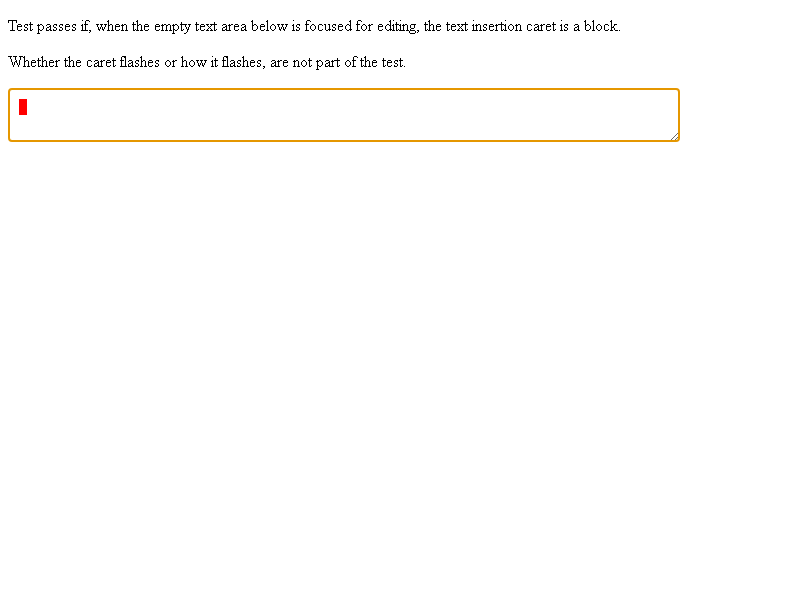 Test passes if, when the empty text area below is focused for editing, the text insertion caret is a block.
Whether the caret flashes or how it flashes, are not part of the test.